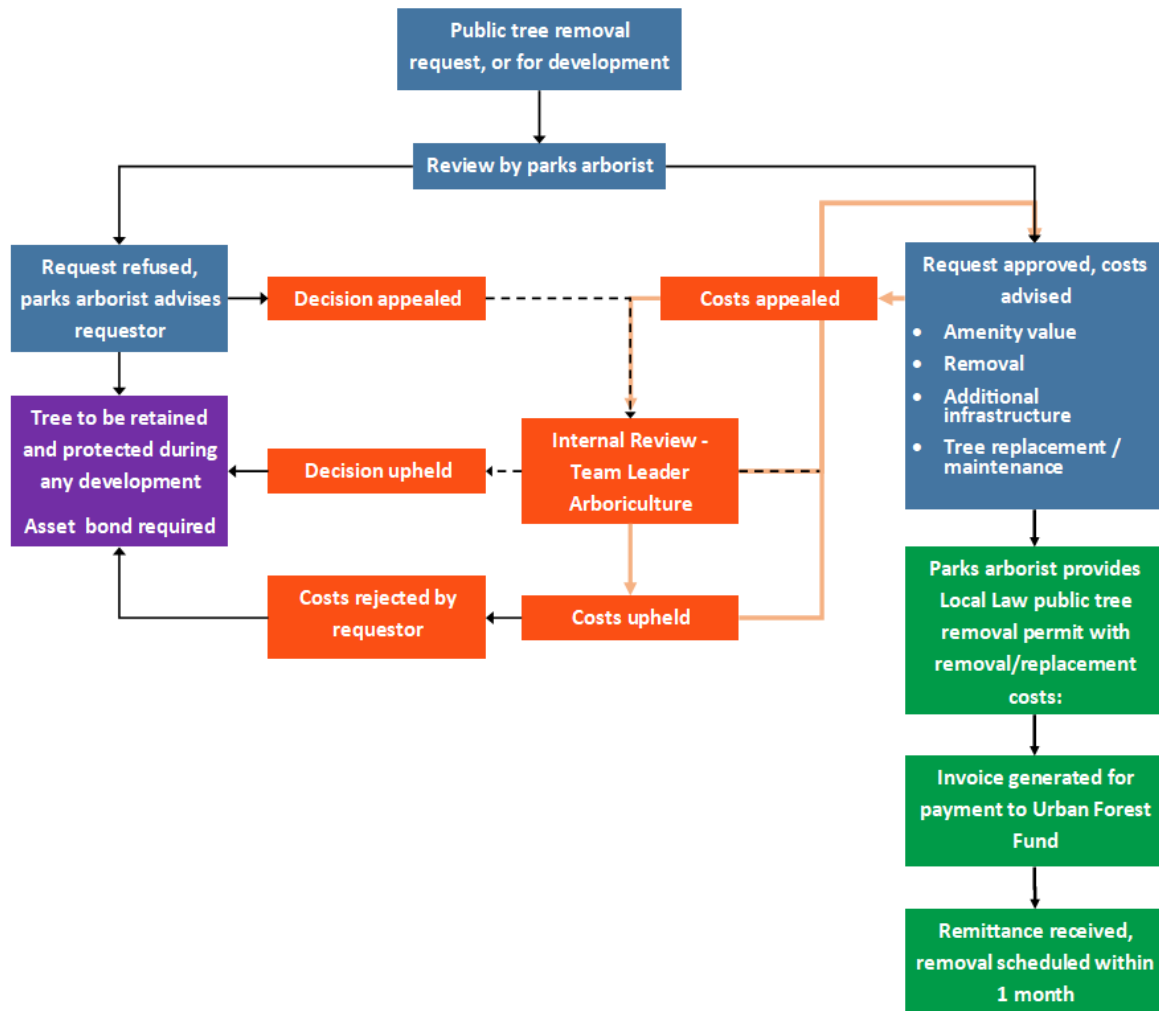 Public tree removal
request, or for development
Review by parks arborist
Request refused,
parks arborist advises
requestor
Decision appealed
Costs appealed
Request approved, costs
advised
• Amenity value
• Removal
• Additional
infrastructure
• Tree replacement /
maintenance
Tree to be retained
and protected during
any development
Asset bond required
Decision upheld
Internal Review -
Team Leader
Arboriculture
Costs rejected by
requestor
Costs upheld
Parks arborist provides
Local Law public tree
removal permit with
removal/replacement
costs:
Invoice generated for
payment to Urban Forest
Fund
Remittance received,
removal scheduled within
1 month